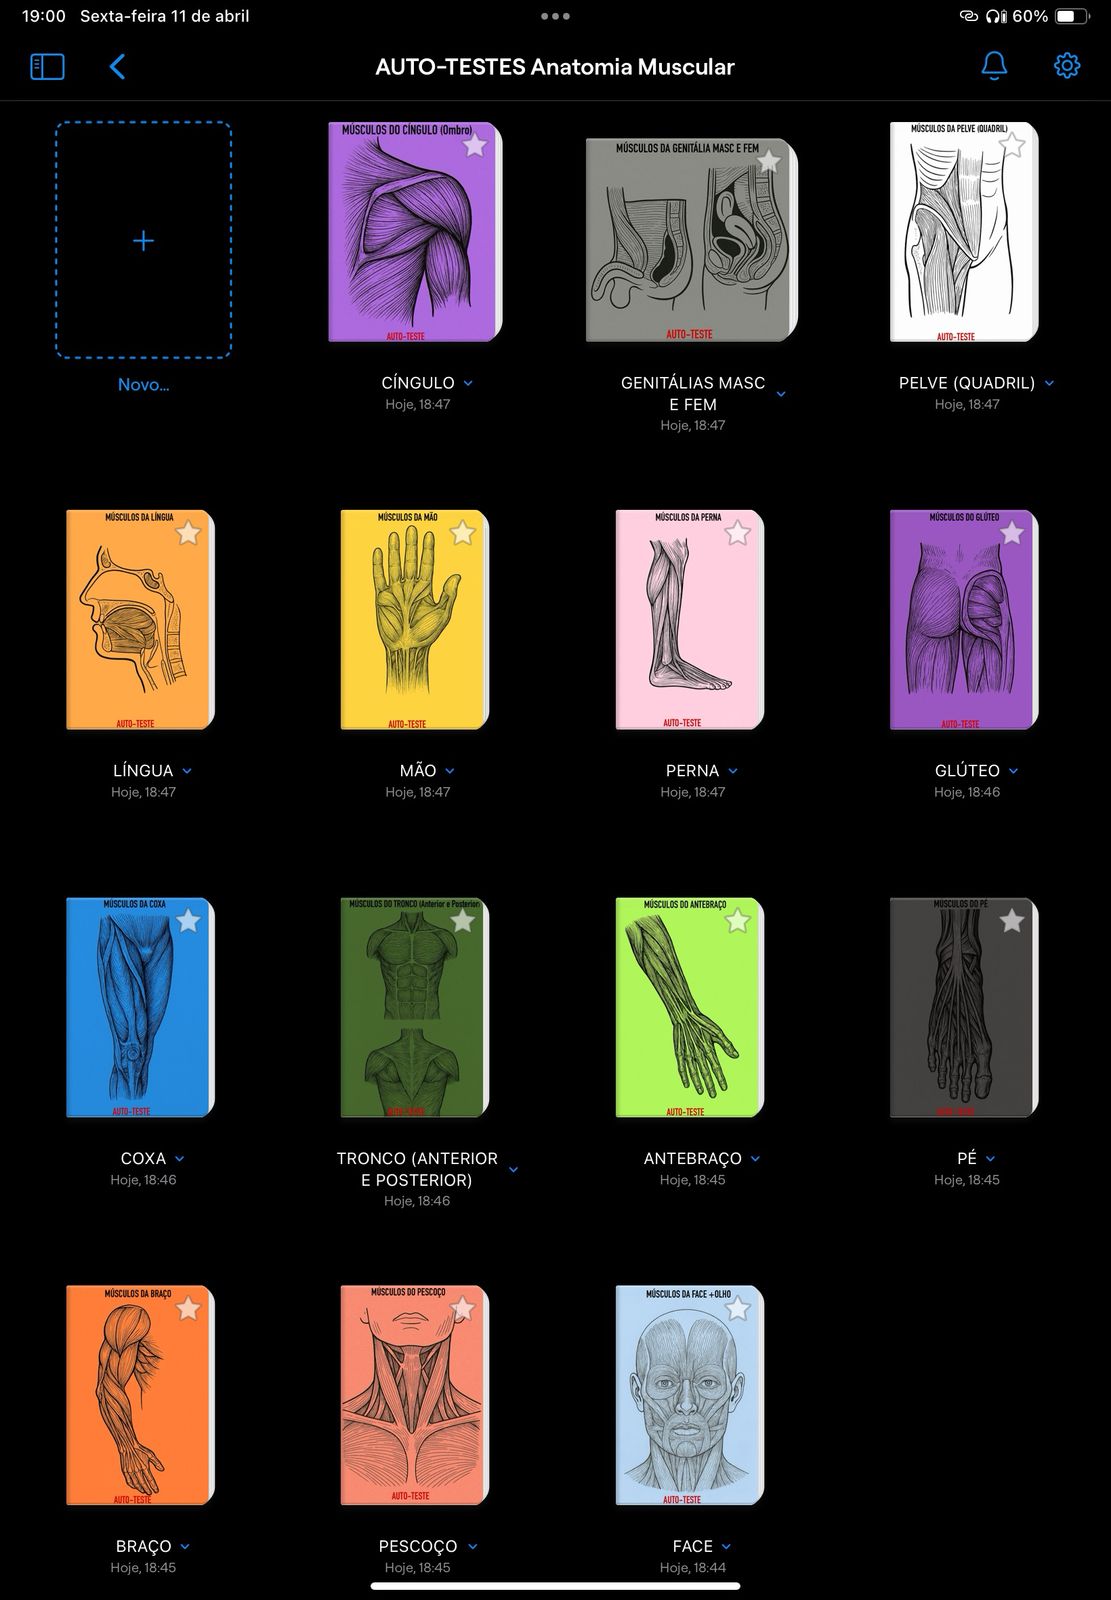 19:00 Sexta-feira 11 de abril
60%
AUTO-TESTES Anatomia Muscular
Novo...
MÚSCULOS DO CÍNGULO (Ombro)
AUTO-TESTE
CÍNGULO
Hoje, 18:47
MÚSCULOS DA GENITÁLIA MASC E FEM
AUTO-TESTE
GENITÁLIAS MASC
E FEM
Hoje, 18:47
MÚSCULOS DA PELVE (QUADRIL)
AUTO-TESTE
PELVE (QUADRIL)
Hoje, 18:47
MÚSCULOS DA LÍNGUA
AUTO-TESTE
LÍNGUA
Hoje, 18:47
MÚSCULOS DA MÃO
AUTO-TESTE
MÃO
Hoje, 18:47
MÚSCULOS DA PERNA
AUTO-TESTE
PERNA
Hoje, 18:47
MÚSCULOS DO GLÚTEO
AUTO-TESTE
GLÚTEO
Hoje, 18:46
MÚSCULOS DA COXA
AUTO-TESTE
COXA
Hoje, 18:46
MÚSCULOS DO TRONCO (Anterior e Posterior)
AUTO-TESTE
TRONCO (ANTERIOR
E POSTERIOR)
Hoje, 18:46
MÚSCULOS DO ANTEBRAÇO
AUTO-TESTE
ANTEBRAÇO
Hoje, 18:45
MÚSCULOS DO PÉ
AUTO-TESTE
PÉ
Hoje, 18:45
MÚSCULOS DA BRAÇO
AUTO-TESTE
BRAÇO
Hoje, 18:45
MÚSCULOS DO PESCOÇO
AUTO-TESTE
PESCOÇO
Hoje, 18:45
MÚSCULOS DA FACE +OLHO
AUTO-TESTE
FACE
Hoje, 18:44